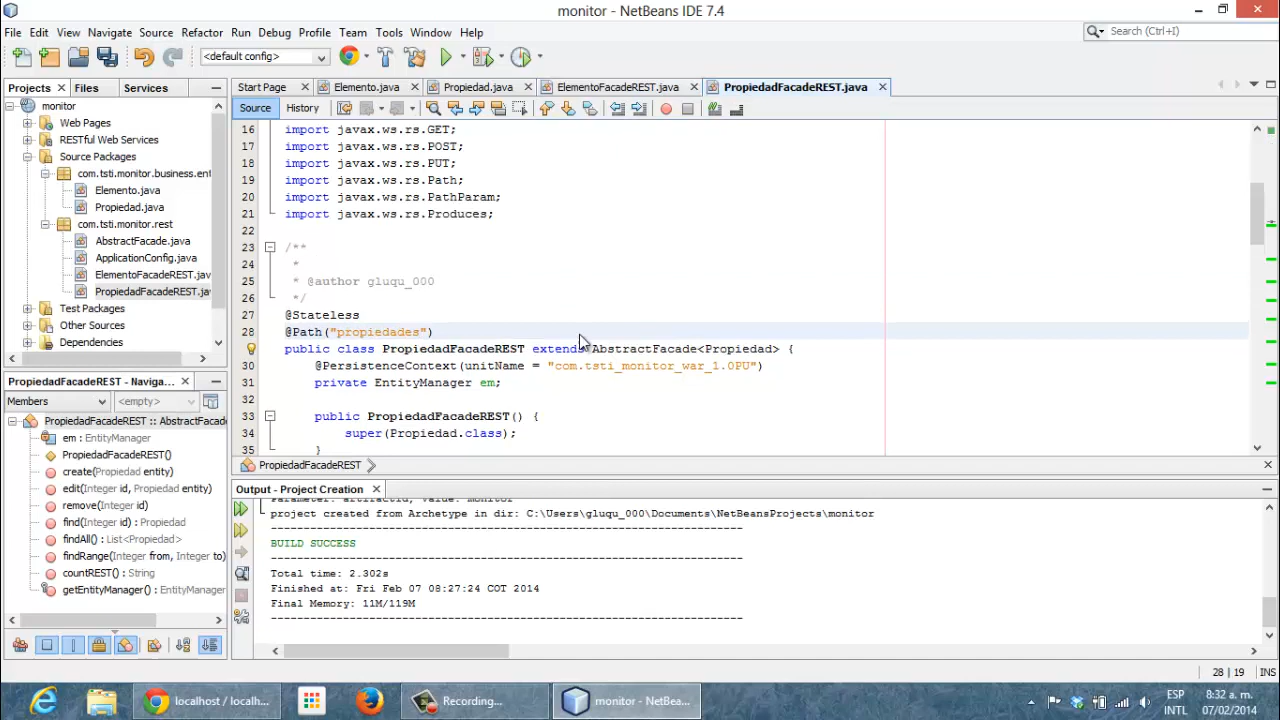 monitor - NetBeans IDE 7.4
File Edit View Navigate Source Refactor Run Debug Profile Team Tools Window Help
Search (Ctrl+I)
<default config>
Projects Files Services
Start Page Elemento.java Propiedad.java ElementoFacadeREST.java PropiedadFacadeREST.java
Source History
monitor
Web Pages
RESTful Web Services
Source Packages
com.tsti.monitor.business.ent
Elemento.java
Propiedad.java
com.tsti.monitor.rest
AbstractFacade.java
ApplicationConfig.java
ElementoFacadeREST.java
PropiedadFacadeREST.jav
Test Packages
Other Sources
Dependencies
16 import javax.ws.rs.GET;
17 import javax.ws.rs.POST;
18 import javax.ws.rs.PUT;
19 import javax.ws.rs.Path;
20 import javax.ws.rs.PathParam;
21 import javax.ws.rs.Produces;
22
23 /**
24 *
25 * @author gluqu_000
26 */
27 @Stateless
28 @Path("propiedades")
public class PropiedadFacadeREST extends AbstractFacade<Propiedad> {
30 @PersistenceContext(unitName = "com.tsti_monitor_war_1.0PU")
31 private EntityManager em;
32
33 public PropiedadFacadeREST() {
34 super(Propiedad.class);
35 }
PropiedadFacadeREST
PropiedadFacadeREST - Naviga...
Members <empty>
PropiedadFacadeREST :: AbstractFacad
em : EntityManager
PropiedadFacadeREST()
create(Propiedad entity)
edit(Integer id, Propiedad entity)
remove(Integer id)
find(Integer id) : Propiedad
findAll() : List<Propiedad>
findRange(Integer from, Integer to)
countREST() : String
getEntityManager() : EntityManager
Output - Project Creation
Parameter: artifactId, Value: monitor
project created from Archetype in dir: C:\Users\gluqu_000\Documents\NetBeansProjects\monitor
------------------------------------------------------------------------
BUILD SUCCESS
------------------------------------------------------------------------
Total time: 2.302s
Finished at: Fri Feb 07 08:27:24 COT 2014
Final Memory: 11M/119M
------------------------------------------------------------------------
28 | 19 INS
localhost / localh... Recording... monitor - NetBe...
ESP
INTL
8:32 a. m.
07/02/2014